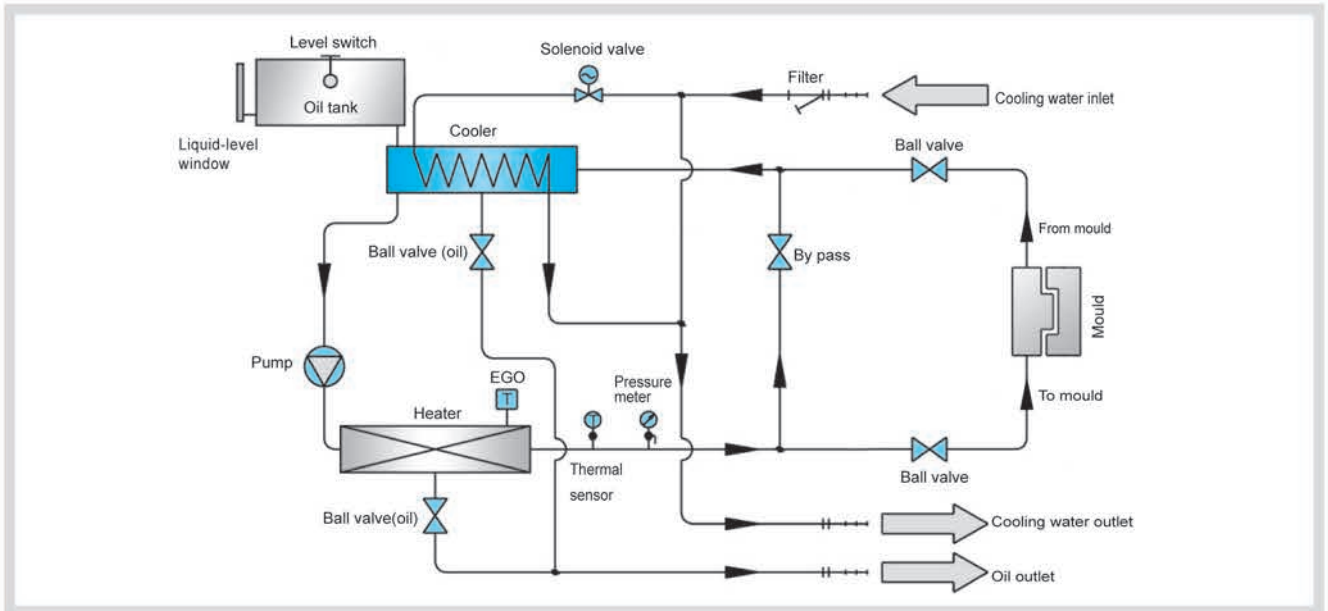 Level switch
Oil tank
Liquid-level
window
Solenoid valve
Filter
Cooling water inlet
Cooler
Ball valve
From mould
Ball valve (oil)
By pass
Mould
Pump
EGO
T
Pressure
meter
To mould
Heater
T
Thermal
sensor
Ball valve
Ball valve(oil)
Cooling water outlet
Oil outlet